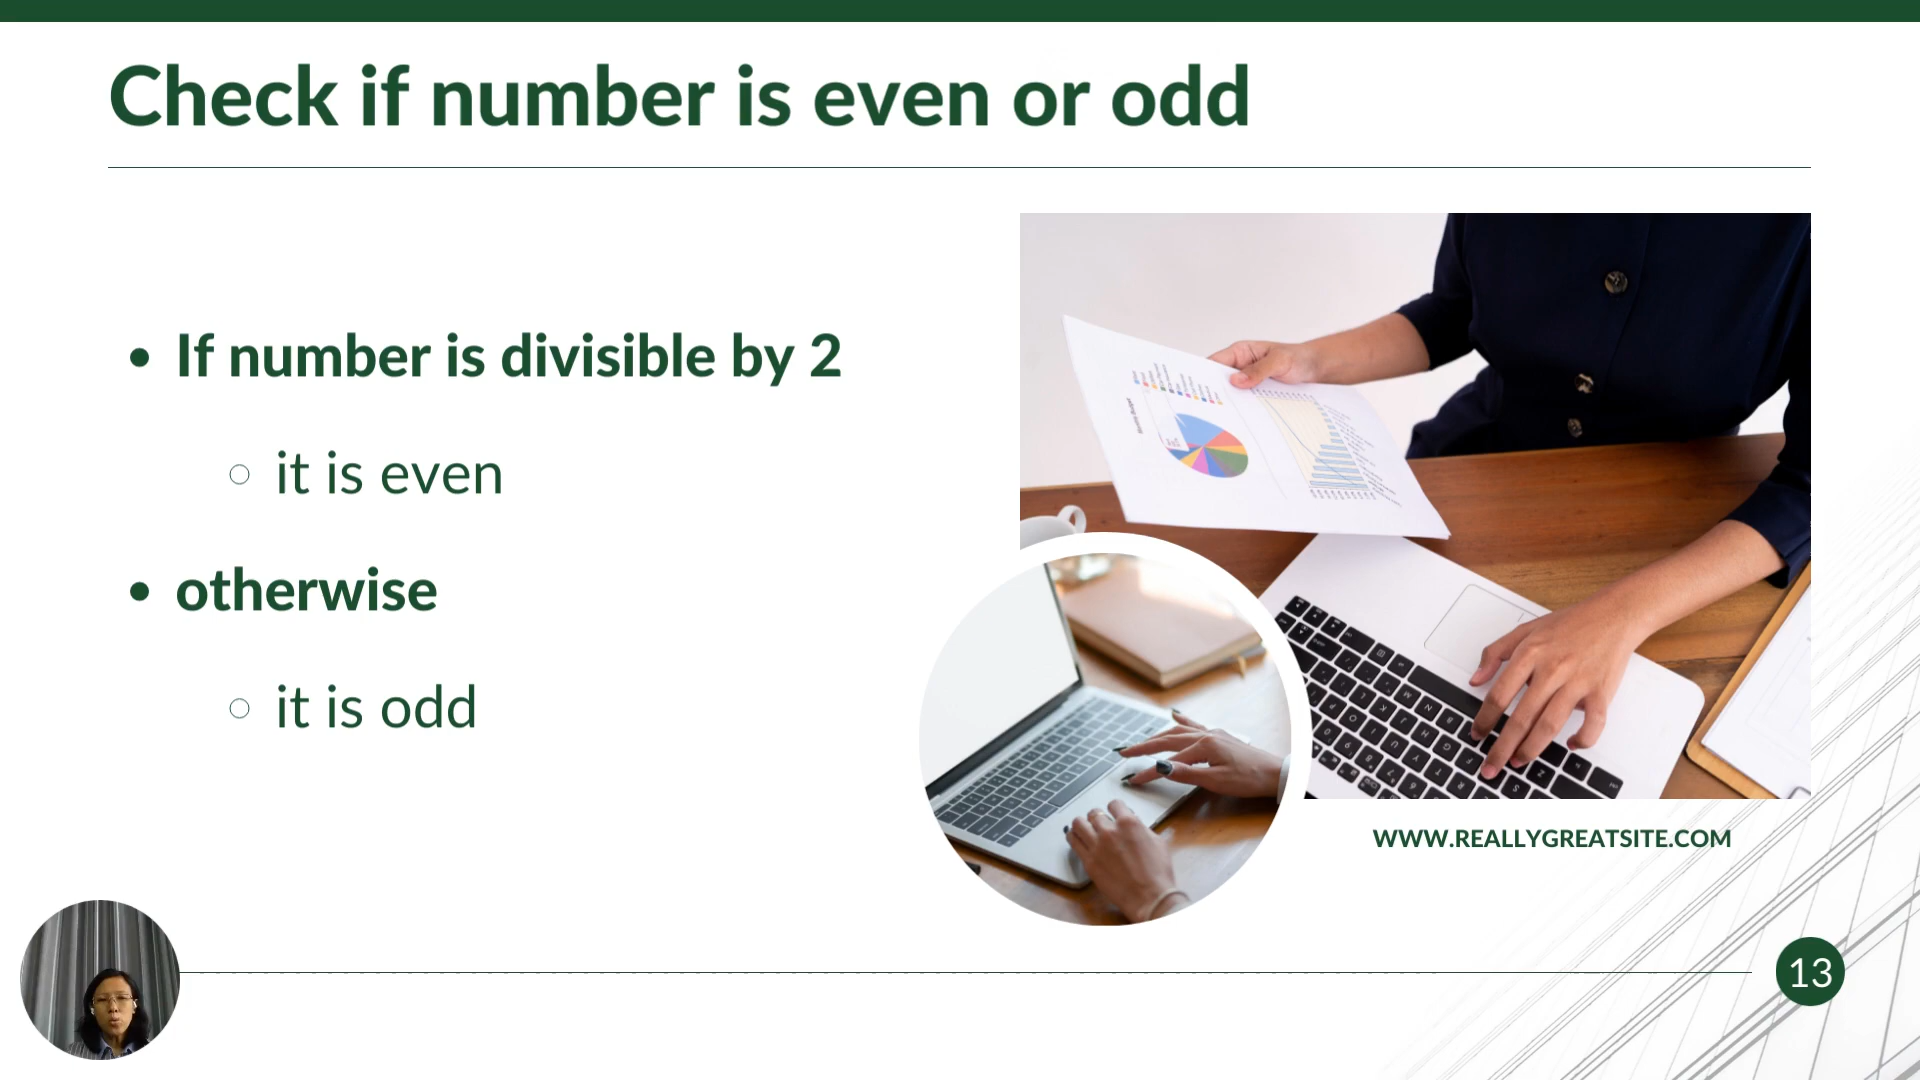 Check if number is even or odd
If number is divisible by 2
it is even
otherwise
it is odd
WWW.REALLYGREATSITE.COM
13